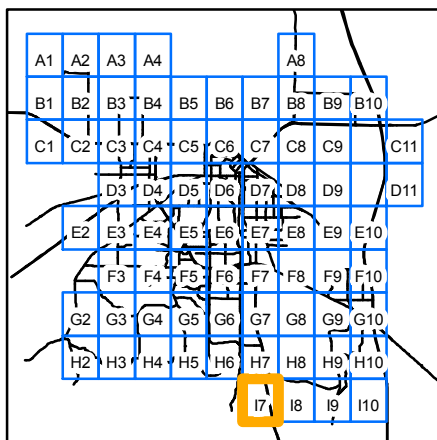 A1 A2 A3 A4 A8
B1 B2 B3 B4 B5 B6 B7 B8 B9 B10
C1 C2 C3 C4 C5 C6 C7 C8 C9 C11
D3 D4 D5 D6 D7 D8 D9 D11
E2 E3 E4 E5 E6 E7 E8 E9 E10
F3 F4 F5 F6 F7 F8 F9 F10
G2 G3 G4 G5 G6 G7 G8 G9 G10
H2 H3 H4 H5 H6 H7 H8 H9 H10
I7 I8 I9 I10